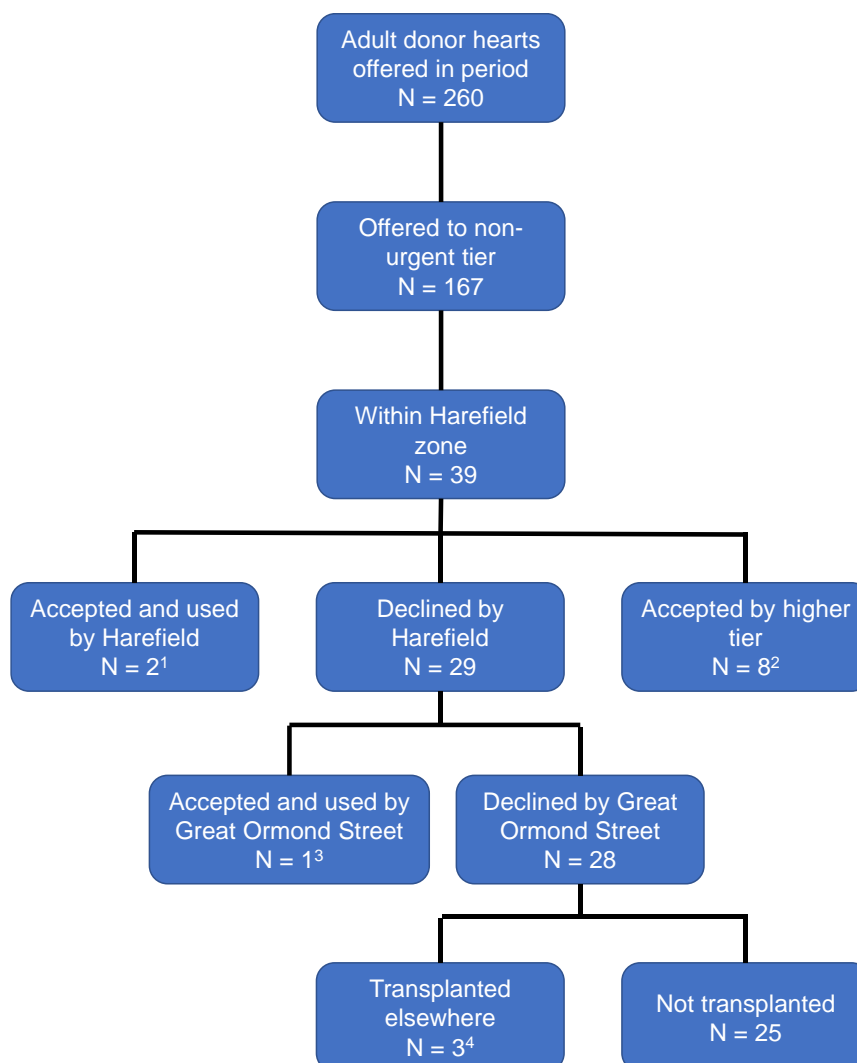 Adult donor hearts
offered in period
N = 260
Offered to non-
urgent tier
N = 167
Within Harefield
zone
N = 39
Accepted and used
by Harefield
N = 2¹
Declined by
Harefield
N = 29
Accepted by higher
tier
N = 8²
Accepted and used by
Great Ormond Street
N = 1³
Declined by Great
Ormond Street
N = 28
Transplanted
elsewhere
N = 3⁴
Not transplanted
N = 25